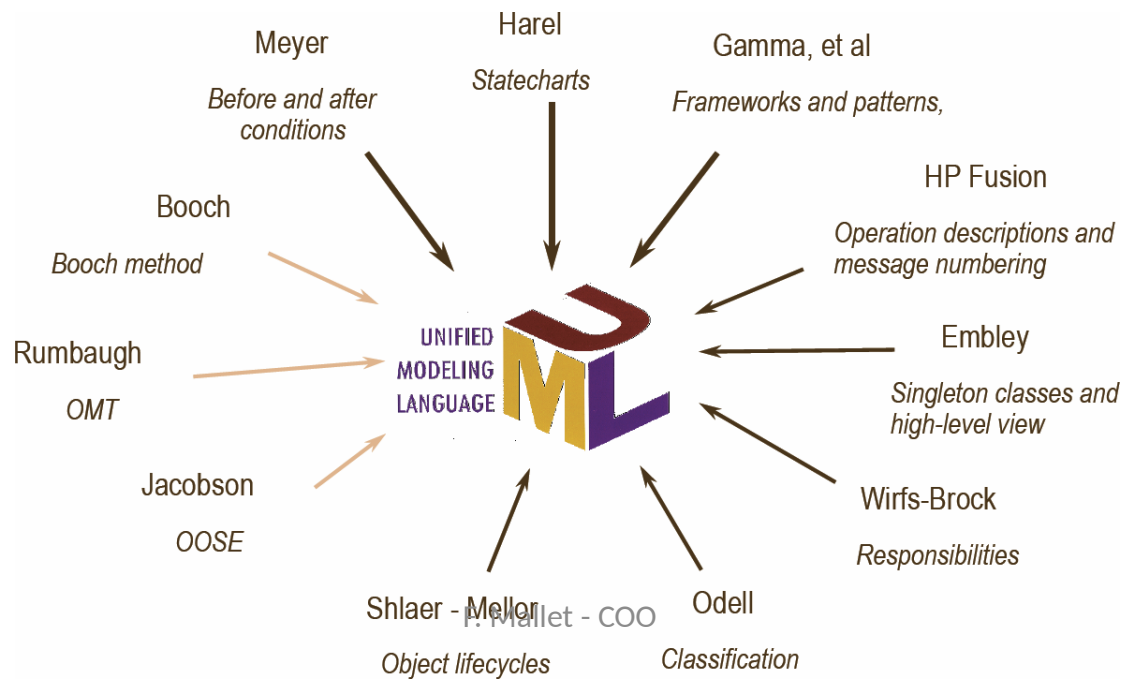 Harel
Statecharts
Meyer
Before and after
conditions
Gamma, et al
Frameworks and patterns,
HP Fusion
Operation descriptions and
message numbering
Booch
Booch method
Rumbaugh
OMT
UNIFIED
MODELING
LANGUAGE
UML
Embley
Singleton classes and
high-level view
Jacobson
OOSE
Wirfs-Brock
Responsibilities
Shlaer - Mellor
Object lifecycles
F. Mallet - COO
Odell
Classification